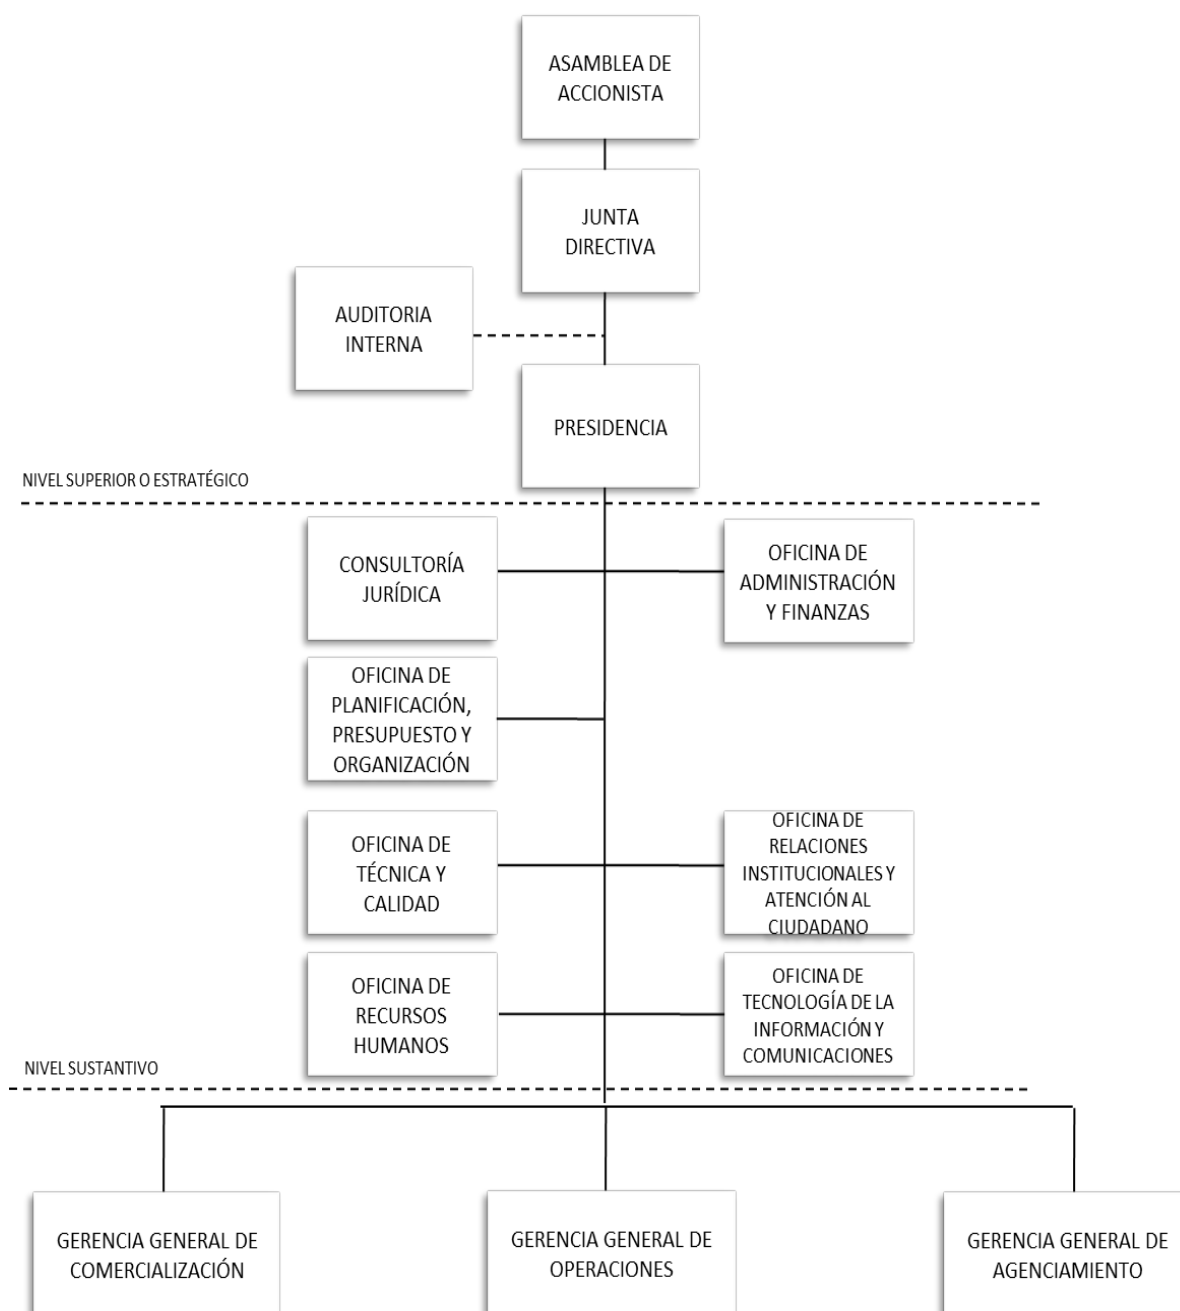 ASAMBLEA DE
ACCIONISTA
JUNTA
DIRECTIVA
AUDITORIA
INTERNA
PRESIDENCIA
NIVEL SUPERIOR O ESTRATÉGICO
CONSULTORÍA
JURÍDICA
OFICINA DE
ADMINISTRACIÓN
Y FINANZAS
OFICINA DE
PLANIFICACIÓN,
PRESUPUESTO Y
ORGANIZACIÓN
OFICINA DE
TÉCNICA Y
CALIDAD
OFICINA DE
RELACIONES
INSTITUCIONALES Y
ATENCIÓN AL
CIUDADANO
OFICINA DE
RECURSOS
HUMANOS
OFICINA DE
TECNOLOGÍA DE LA
INFORMACIÓN Y
COMUNICACIONES
NIVEL SUSTANTIVO
GERENCIA GENERAL DE
COMERCIALIZACIÓN
GERENCIA GENERAL DE
OPERACIONES
GERENCIA GENERAL DE
AGENCIAMIENTO